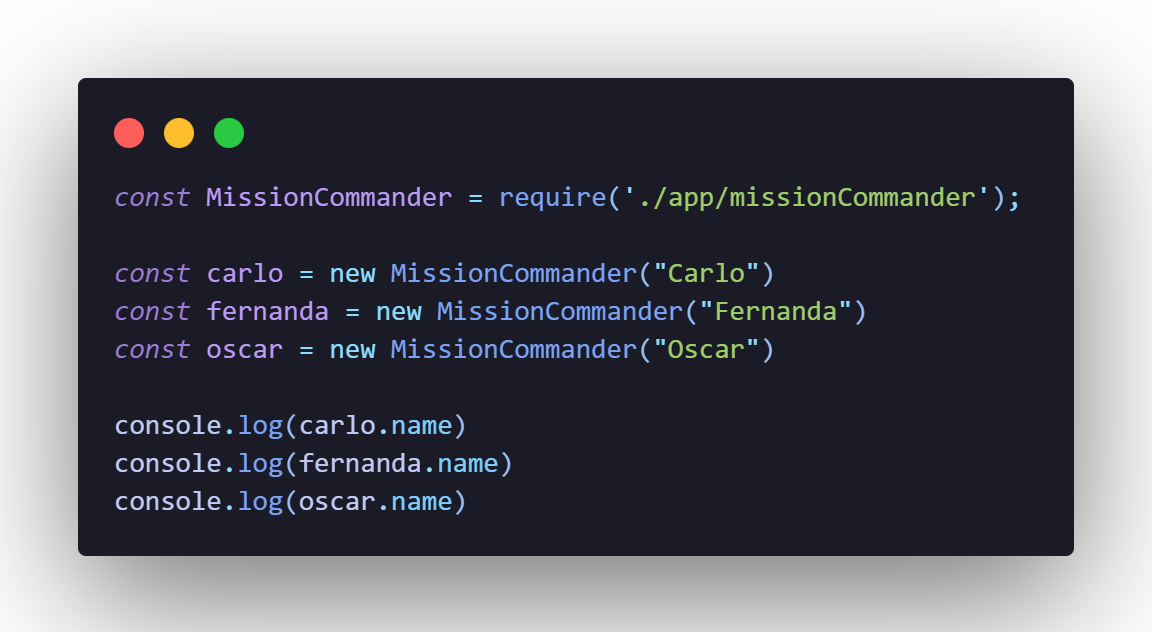 const MissionCommander = require('./app/missionCommander');
const carlo = new MissionCommander("Carlo")
const fernanda = new MissionCommander("Fernanda")
const oscar = new MissionCommander("Oscar")
console.log(carlo.name)
console.log(fernanda.name)
console.log(oscar.name)